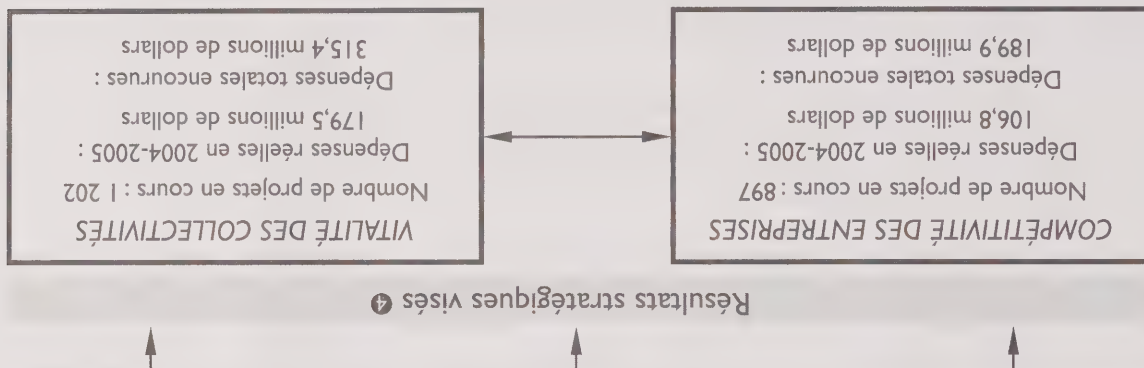 Résultats stratégiques visés ❹
COMPÉTITIVITÉ DES ENTREPRISES
Nombre de projets en cours : 897
Dépenses réelles en 2004-2005 :
106,8 millions de dollars
Dépenses totales encourues :
189,9 millions de dollars
VITALITÉ DES COLLECTIVITÉS
Nombre de projets en cours : 1 202
Dépenses réelles en 2004-2005 :
179,5 millions de dollars
Dépenses totales encourues :
315,4 millions de dollars